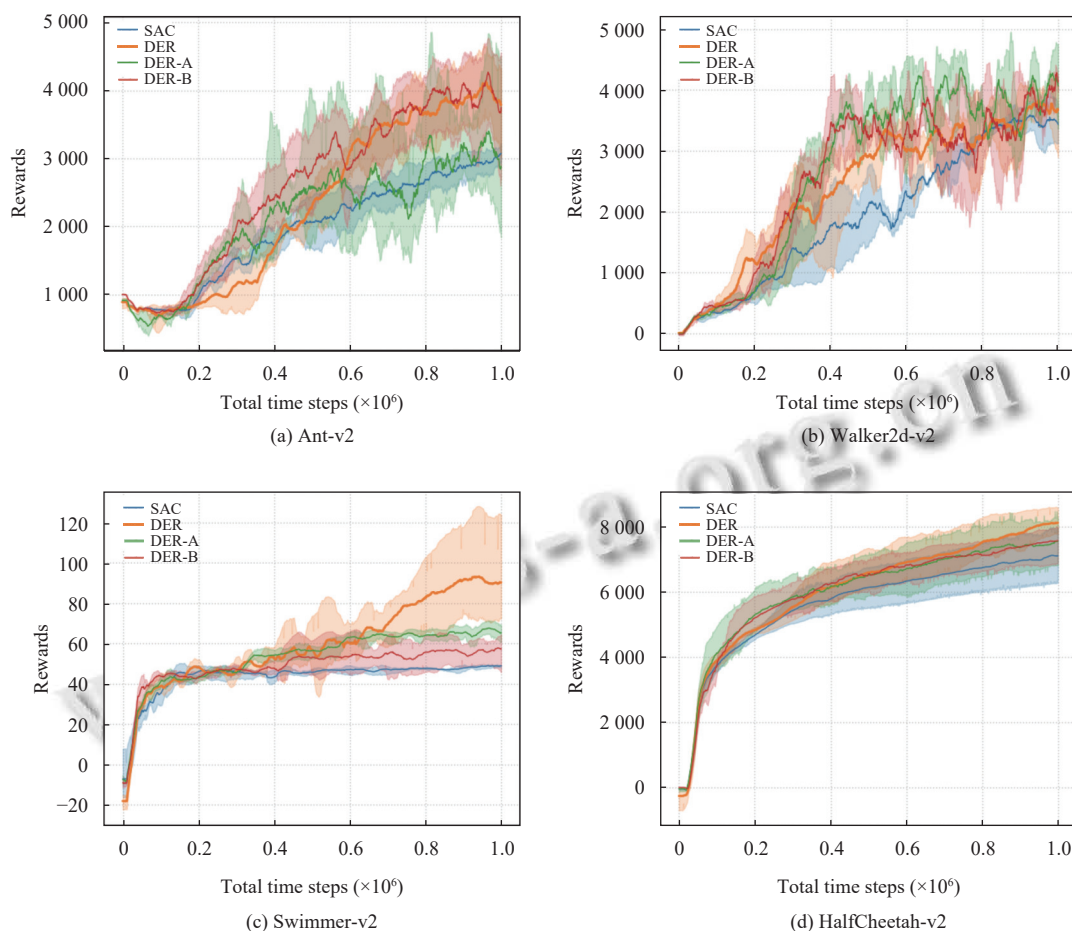 5 000
SAC
DER
DER-A
DER-B
4 000
3 000
2 000
1 000
Rewards
0 0.2 0.4 0.6 0.8 1.0
Total time steps (×10⁶)
(a) Ant-v2
5 000
SAC
DER
DER-A
DER-B
4 000
3 000
2 000
1 000
0
Rewards
0 0.2 0.4 0.6 0.8 1.0
Total time steps (×10⁶)
(b) Walker2d-v2
SAC
DER
DER-A
DER-B
120
100
80
60
40
20
0
−20
Rewards
0 0.2 0.4 0.6 0.8 1.0
Total time steps (×10⁶)
(c) Swimmer-v2
SAC
DER
DER-A
DER-B
8 000
6 000
4 000
2 000
0
Rewards
0 0.2 0.4 0.6 0.8 1.0
Total time steps (×10⁶)
(d) HalfCheetah-v2
-a.org.cn